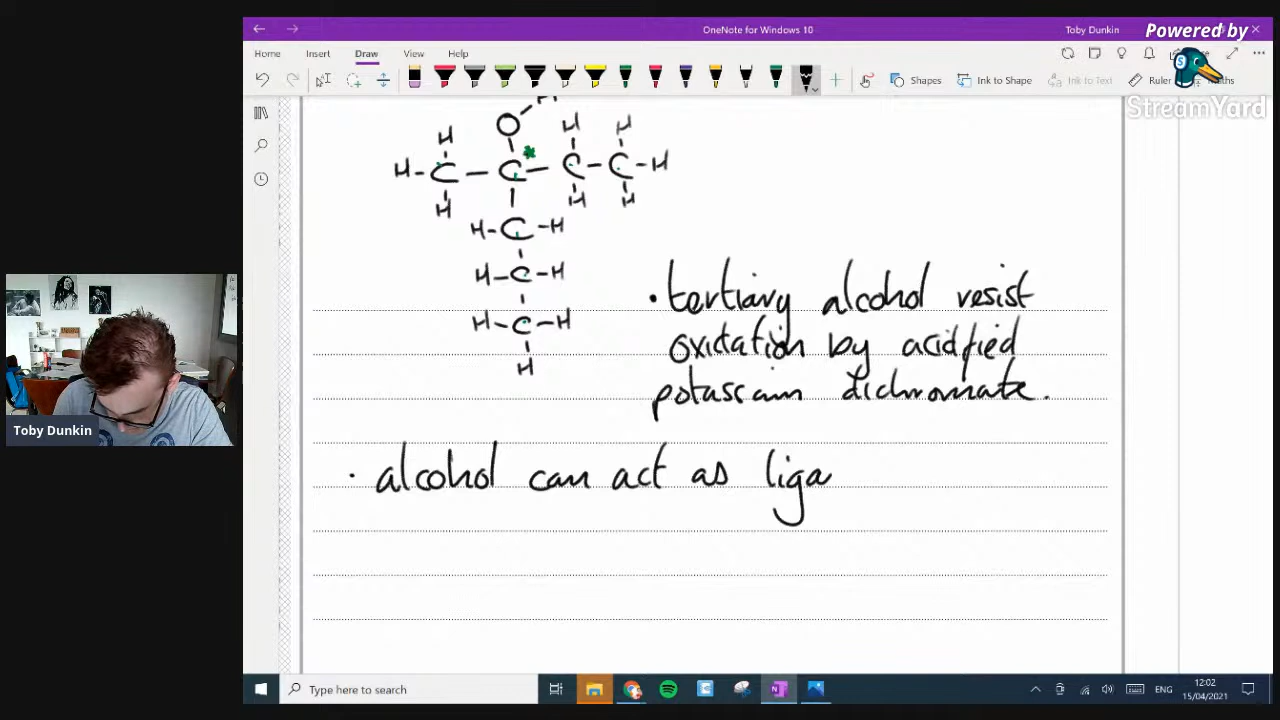 OneNote for Windows 10
Toby Dunkin
Powered by
StreamYard
Home Insert Draw View Help
Shapes Ink to Shape Ink to Text Ruler
H
O
H H H
H-C-C-C-C-H
H H H
H-C-H
H-C-H
H-C-H
H
• tertiary alcohol resist
oxidation by acidified
potassium dichromate.
· alcohol can act as liga
Toby Dunkin
Type here to search
ENG
12:02
15/04/2021